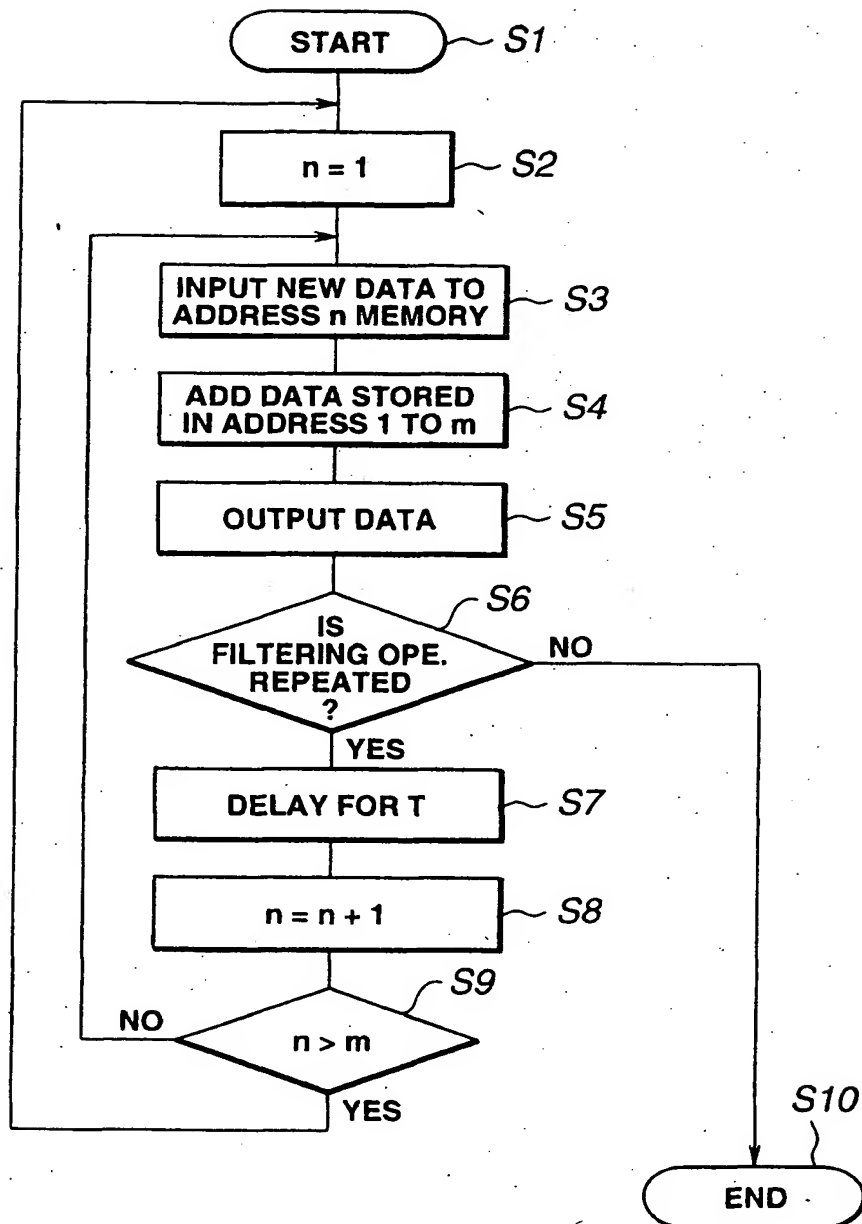 START
S1
n = 1
S2
INPUT NEW DATA TO
ADDRESS n MEMORY
S3
ADD DATA STORED
IN ADDRESS 1 TO m
S4
OUTPUT DATA
S5
S6
IS
FILTERING OPE.
REPEATED
?
NO
YES
DELAY FOR T
S7
n = n + 1
S8
S9
NO
n > m
YES
S10
END